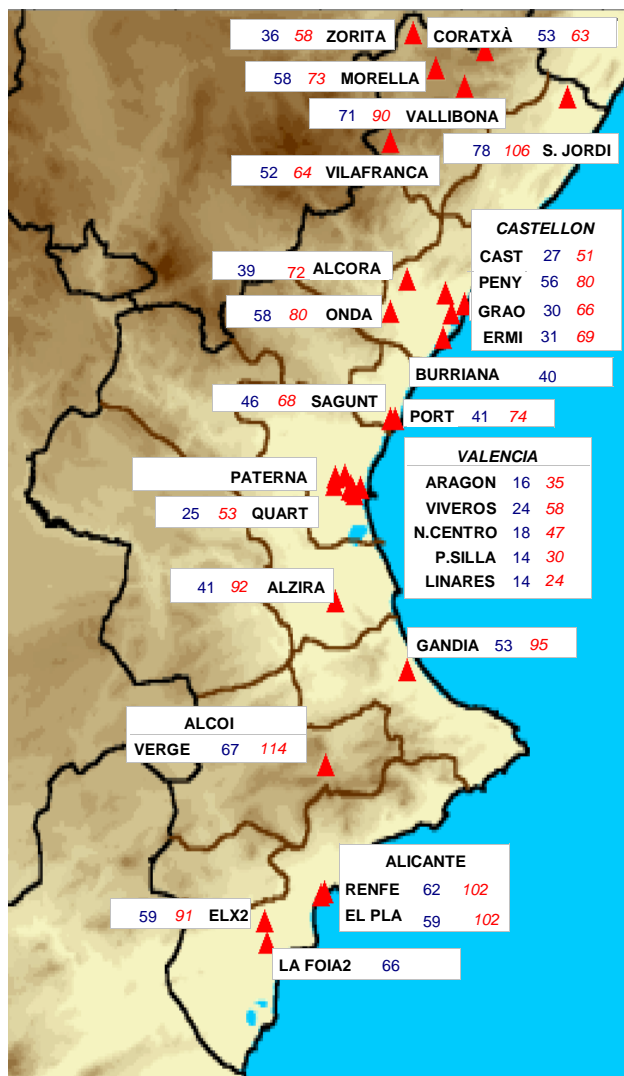 36 58 ZORITA
CORATXÀ 53 63
58 73 MORELLA
71 90 VALLIBONA
78 106 S. JORDI
52 64 VILAFRANCA
CASTELLON
CAST 27 51
PENY 56 80
GRAO 30 66
ERMI 31 69
39 72 ALCORA
58 80 ONDA
BURRIANA 40
46 68 SAGUNT
PORT 41 74
VALENCIA
ARAGON 16 35
VIVEROS 24 58
N.CENTRO 18 47
P.SILLA 14 30
LINARES 14 24
PATERNA
25 53 QUART
41 92 ALZIRA
GANDIA 53 95
ALCOI
VERGE 67 114
ALICANTE
RENFE 62 102
EL PLA 59 102
59 91 ELX2
LA FOIA2 66